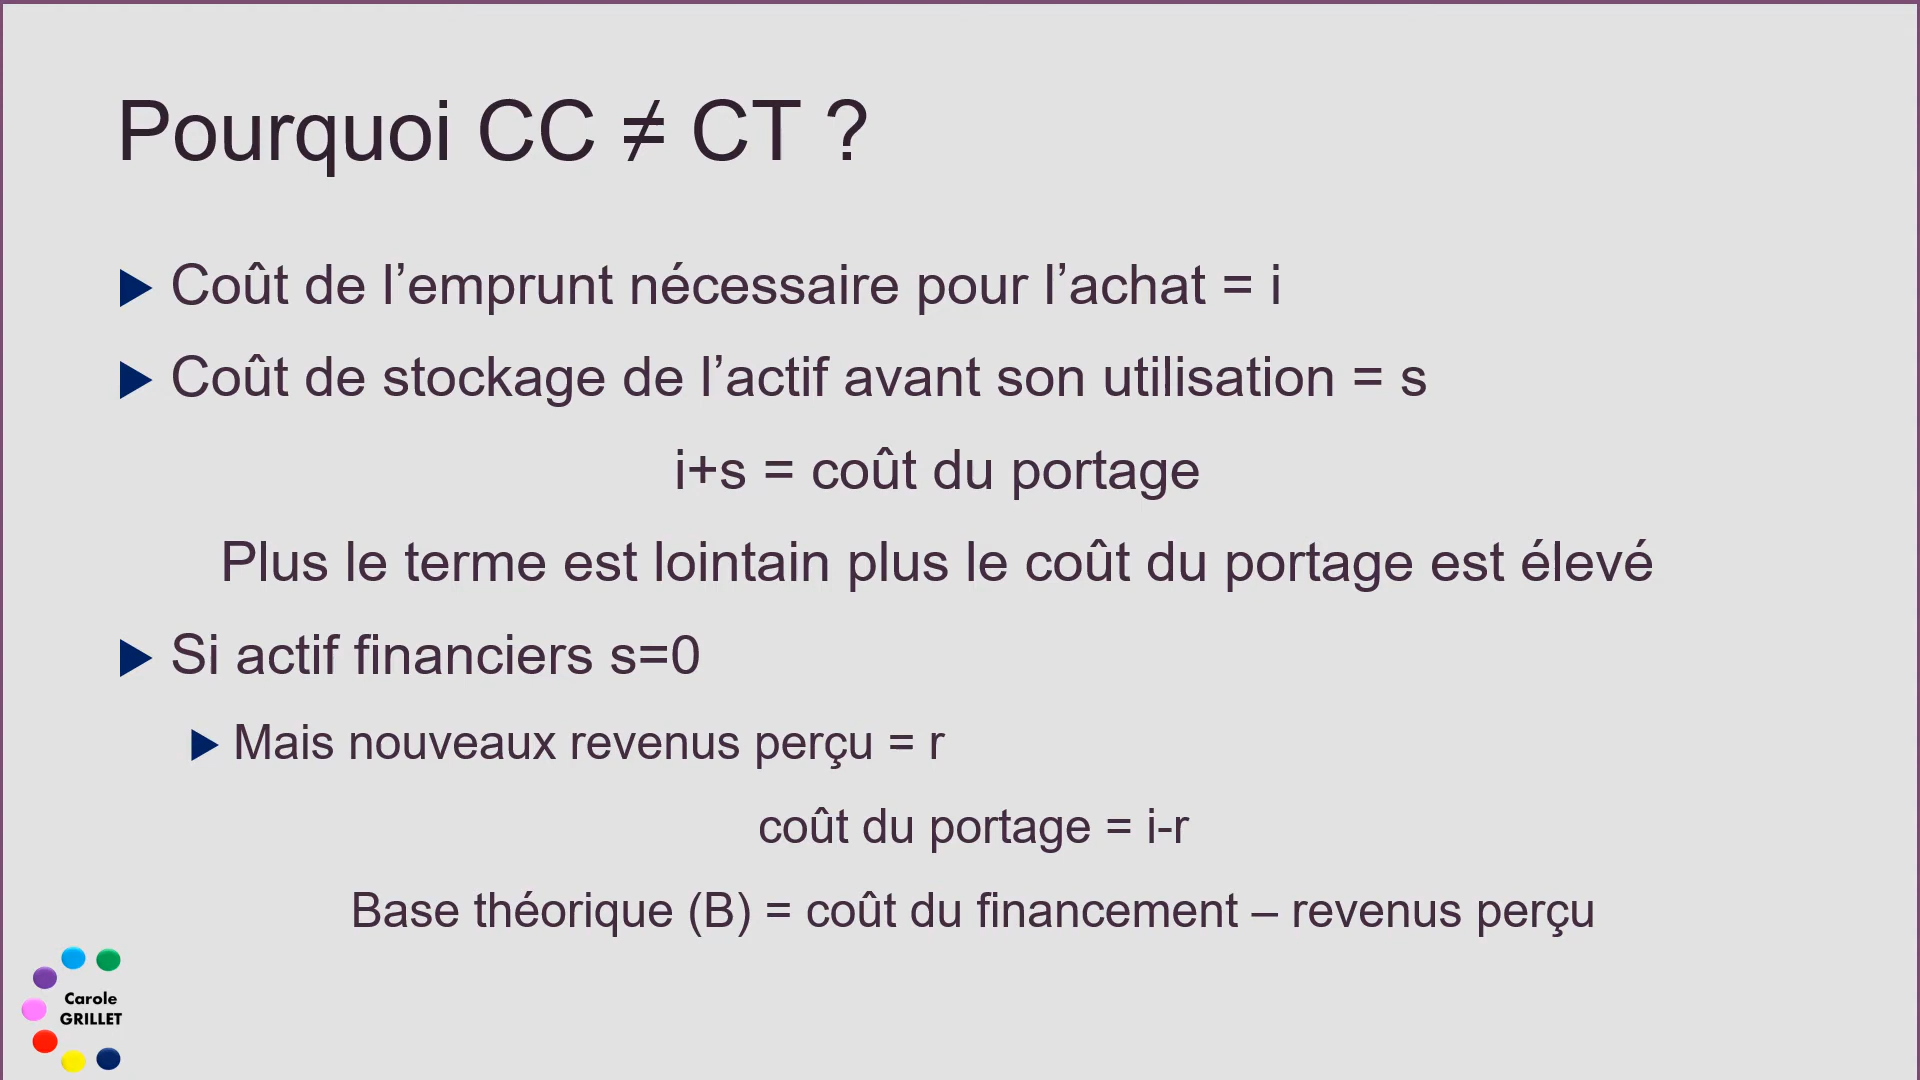 Pourquoi CC ≠ CT ?
Coût de l’emprunt nécessaire pour l’achat = i
Coût de stockage de l’actif avant son utilisation = s
i+s = coût du portage
Plus le terme est lointain plus le coût du portage est élevé
Si actif financiers s=0
Mais nouveaux revenus perçu = r
coût du portage = i-r
Base théorique (B) = coût du financement – revenus perçu
Carole
GRILLET